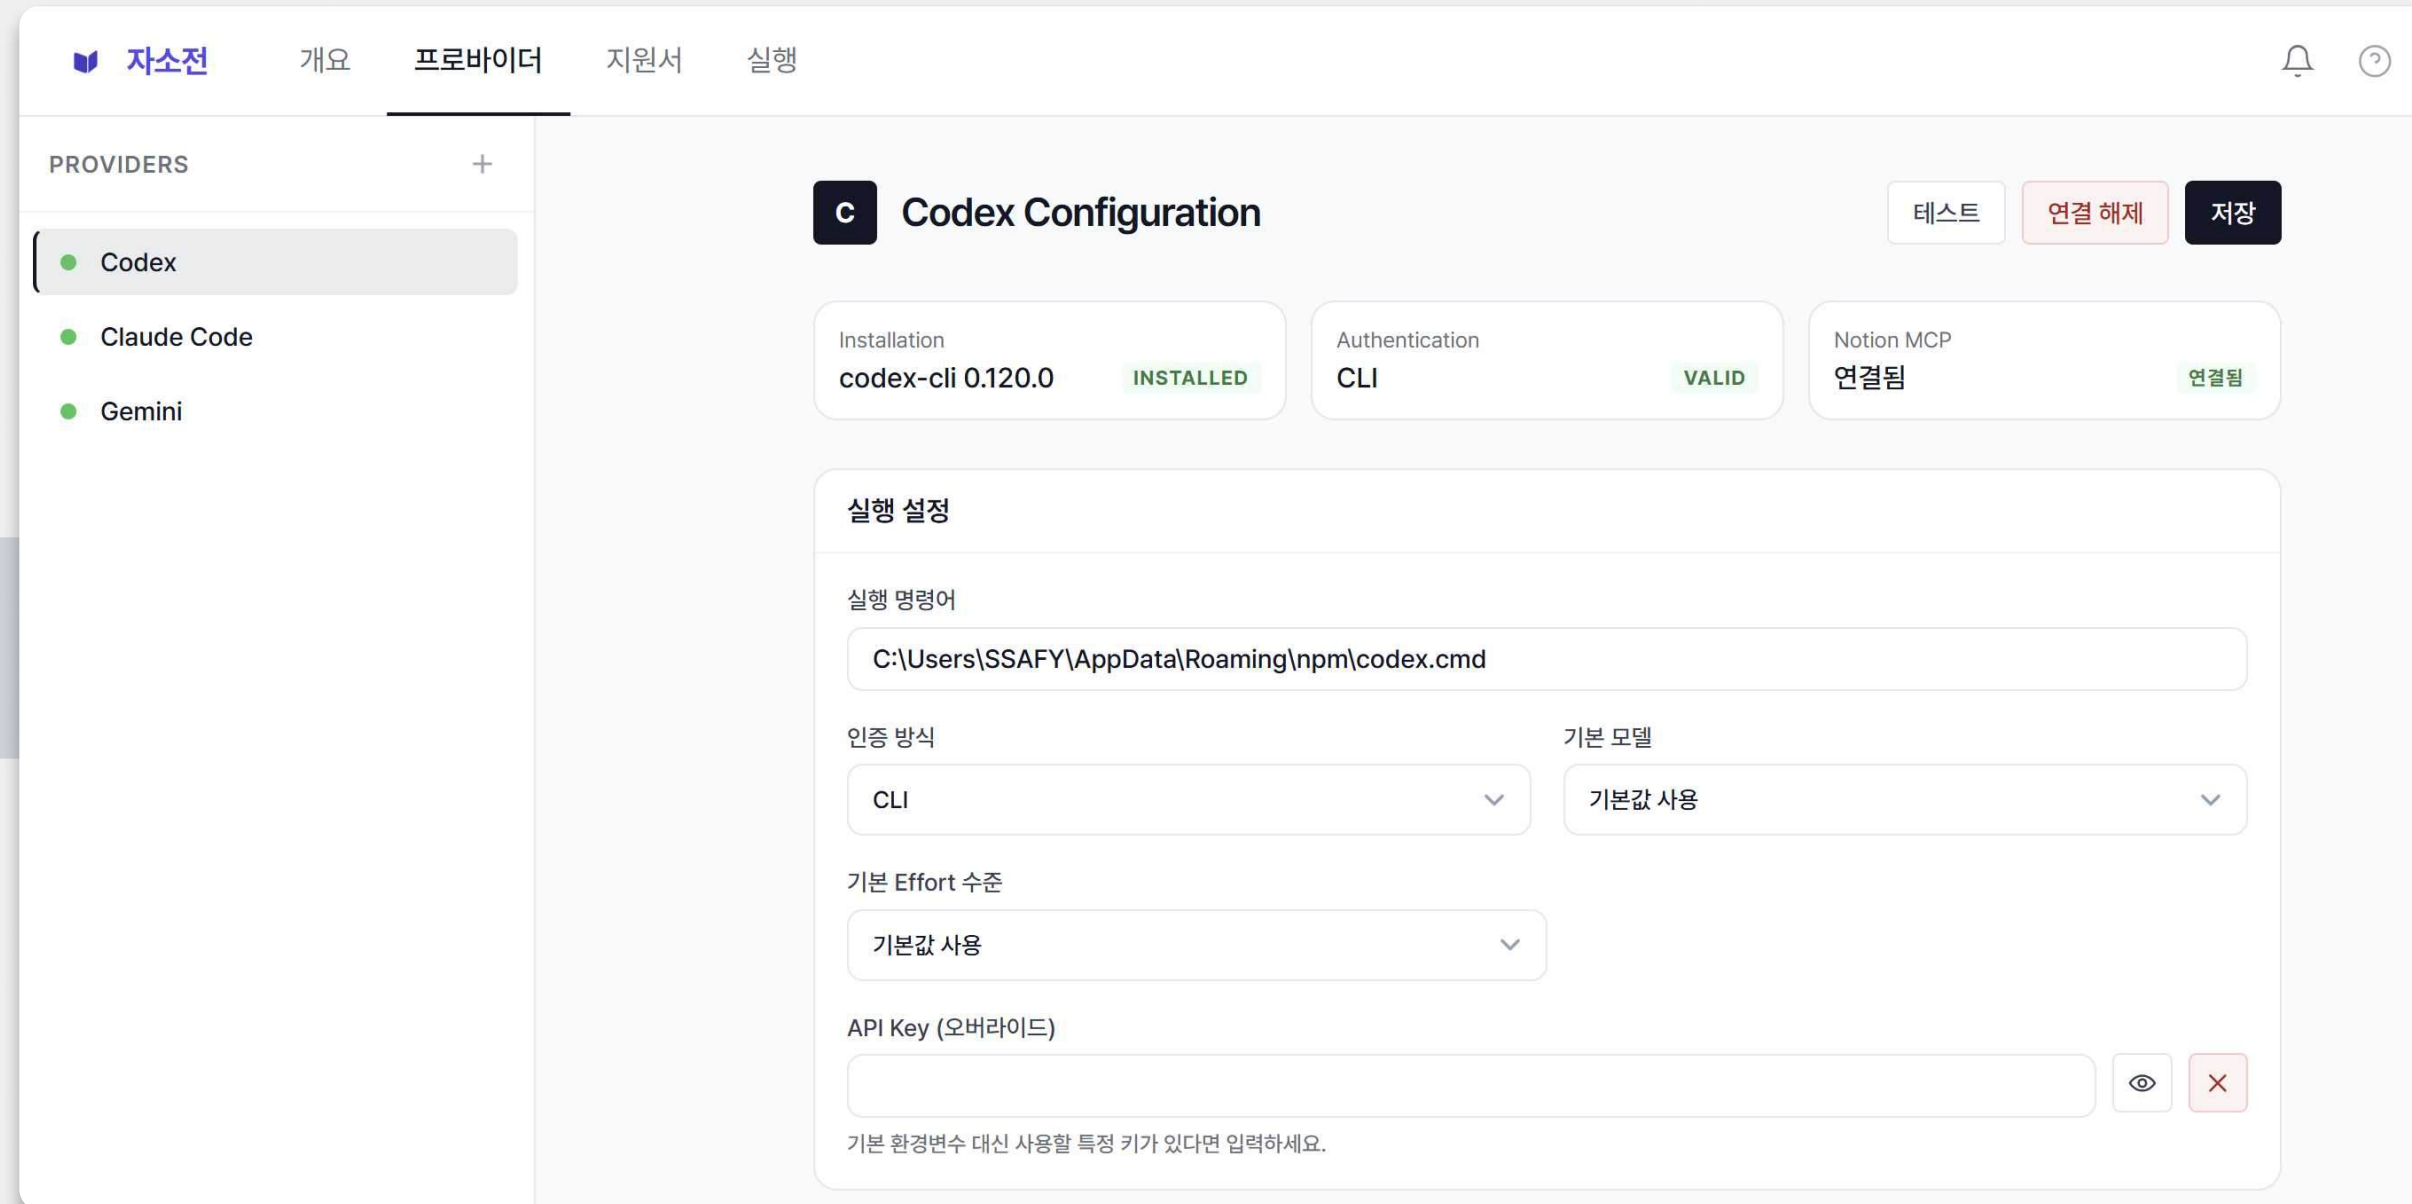 자소전
개요
프로바이더
지원서
실행
PROVIDERS
Codex
Claude Code
Gemini
C
Codex Configuration
테스트
연결 해제
저장
Installation
codex-cli 0.120.0
INSTALLED
Authentication
CLI
VALID
Notion MCP
연결됨
연결됨
실행 설정
실행 명령어
C:\Users\SSAFY\AppData\Roaming\npm\codex.cmd
인증 방식
기본 모델
CLI
기본값 사용
기본 Effort 수준
기본값 사용
API Key (오버라이드)
기본 환경변수 대신 사용할 특정 키가 있다면 입력하세요.